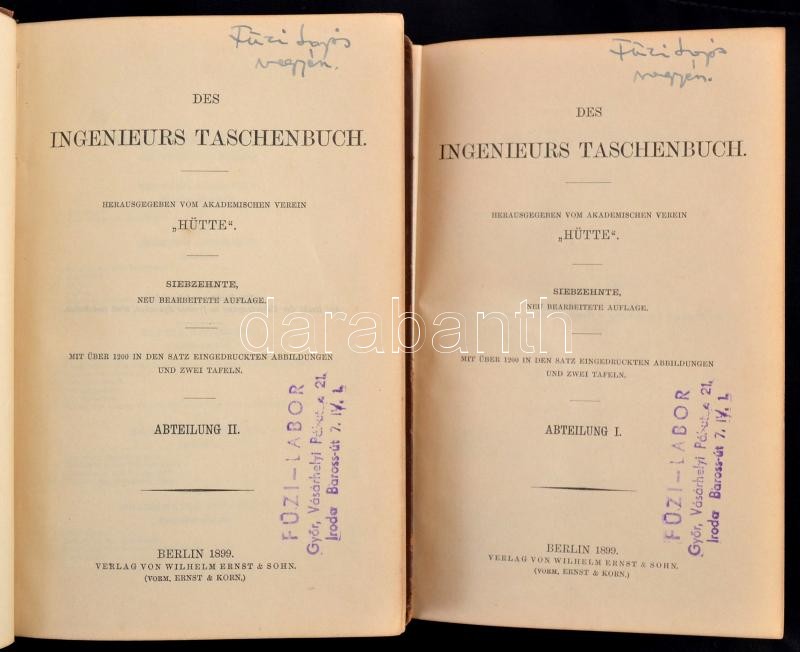 Füzi Lajos
vegyén.
DES
INGENIEURS TASCHENBUCH.
HERAUSGEGEBEN VOM AKADEMISCHEN VEREIN
„HÜTTE“.
SIEBZEHNTE,
NEU BEARBEITETE AUFLAGE.
MIT ÜBER 1200 IN DEN SATZ EINGEDRUCKTEN ABBILDUNGEN
UND ZWEI TAFELN.
ABTEILUNG II.
FÜZI-LABOR
Győr, Vásárhelyi Pál u. 21.
Iroda: Baross-út 7. IV. 1.
BERLIN 1899.
VERLAG VON WILHELM ERNST & SOHN.
(VORM. ERNST & KORN.)
Füzi Lajos
vegyén.
DES
INGENIEURS TASCHENBUCH.
HERAUSGEGEBEN VOM AKADEMISCHEN VEREIN
„HÜTTE“.
SIEBZEHNTE,
NEU BEARBEITETE AUFLAGE.
MIT ÜBER 1200 IN DEN SATZ EINGEDRUCKTEN ABBILDUNGEN
UND ZWEI TAFELN.
ABTEILUNG I.
FÜZI-LABOR
Győr, Vásárhelyi 21.
Iroda: Baross-út 7. IV. 1.
BERLIN 1899.
VERLAG VON WILHELM ERNST & SOHN.
(VORM. ERNST & KORN.)
darabanth